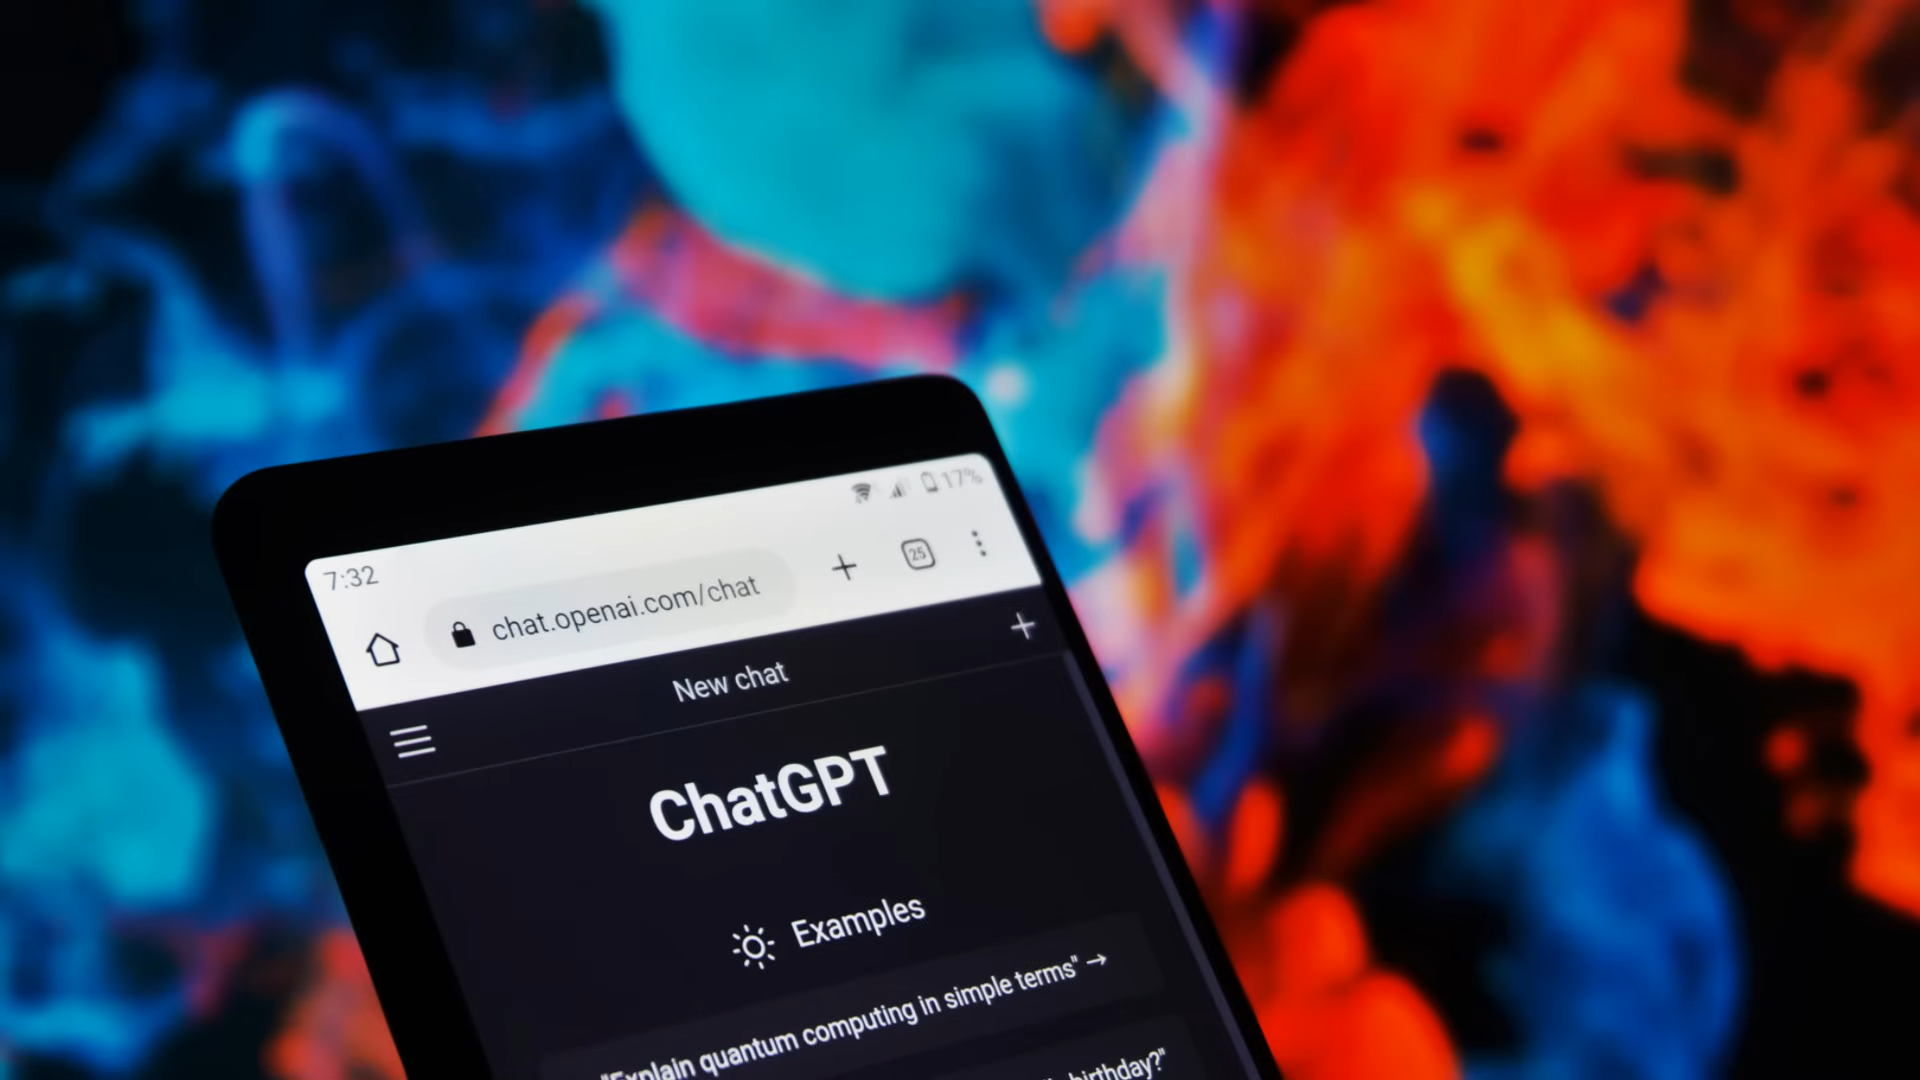 7:32 17%
chat.openai.com/chat 25
New chat
ChatGPT
Examples
"Explain quantum computing in simple terms" →
birthday?"